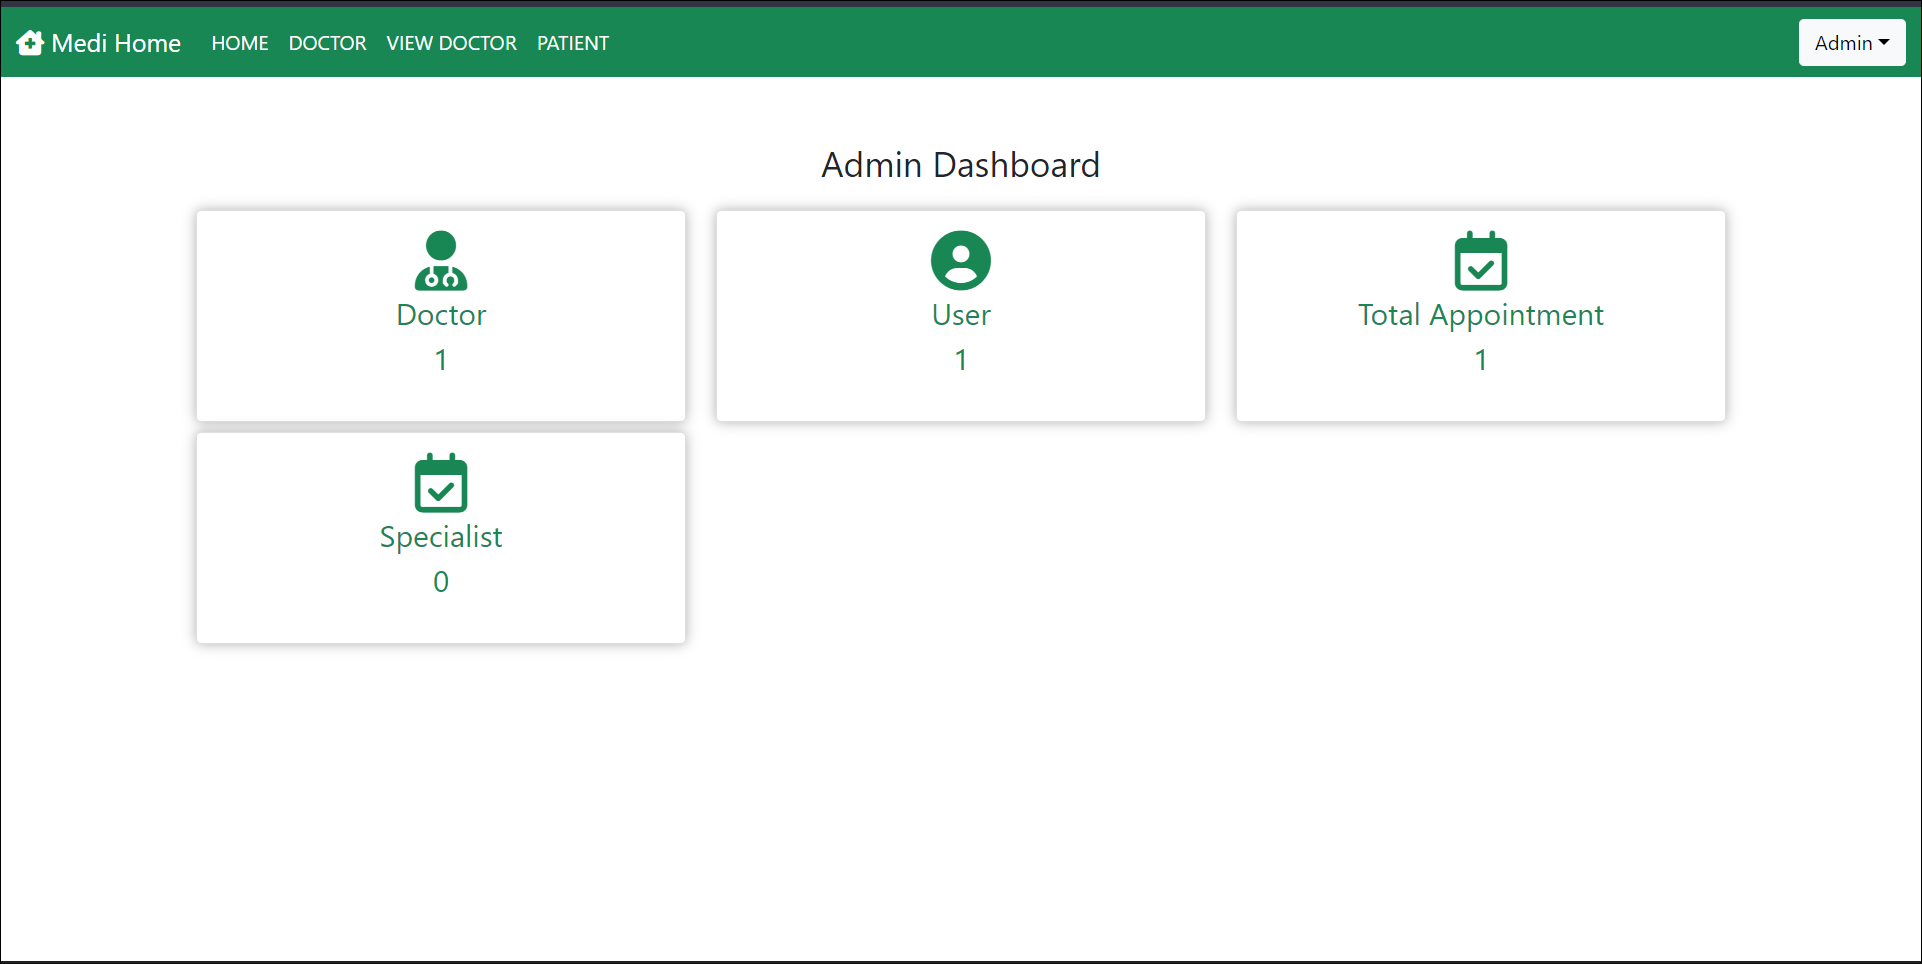 Medi Home HOME DOCTOR VIEW DOCTOR PATIENT Admin
Admin Dashboard
Doctor
1
User
1
Total Appointment
1
Specialist
0